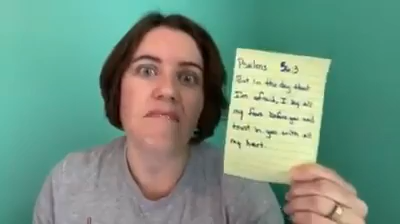 Psalms 56:3
But in the day that
I'm afraid, I lay all
my fears before you and
trust in you with all
my heart.